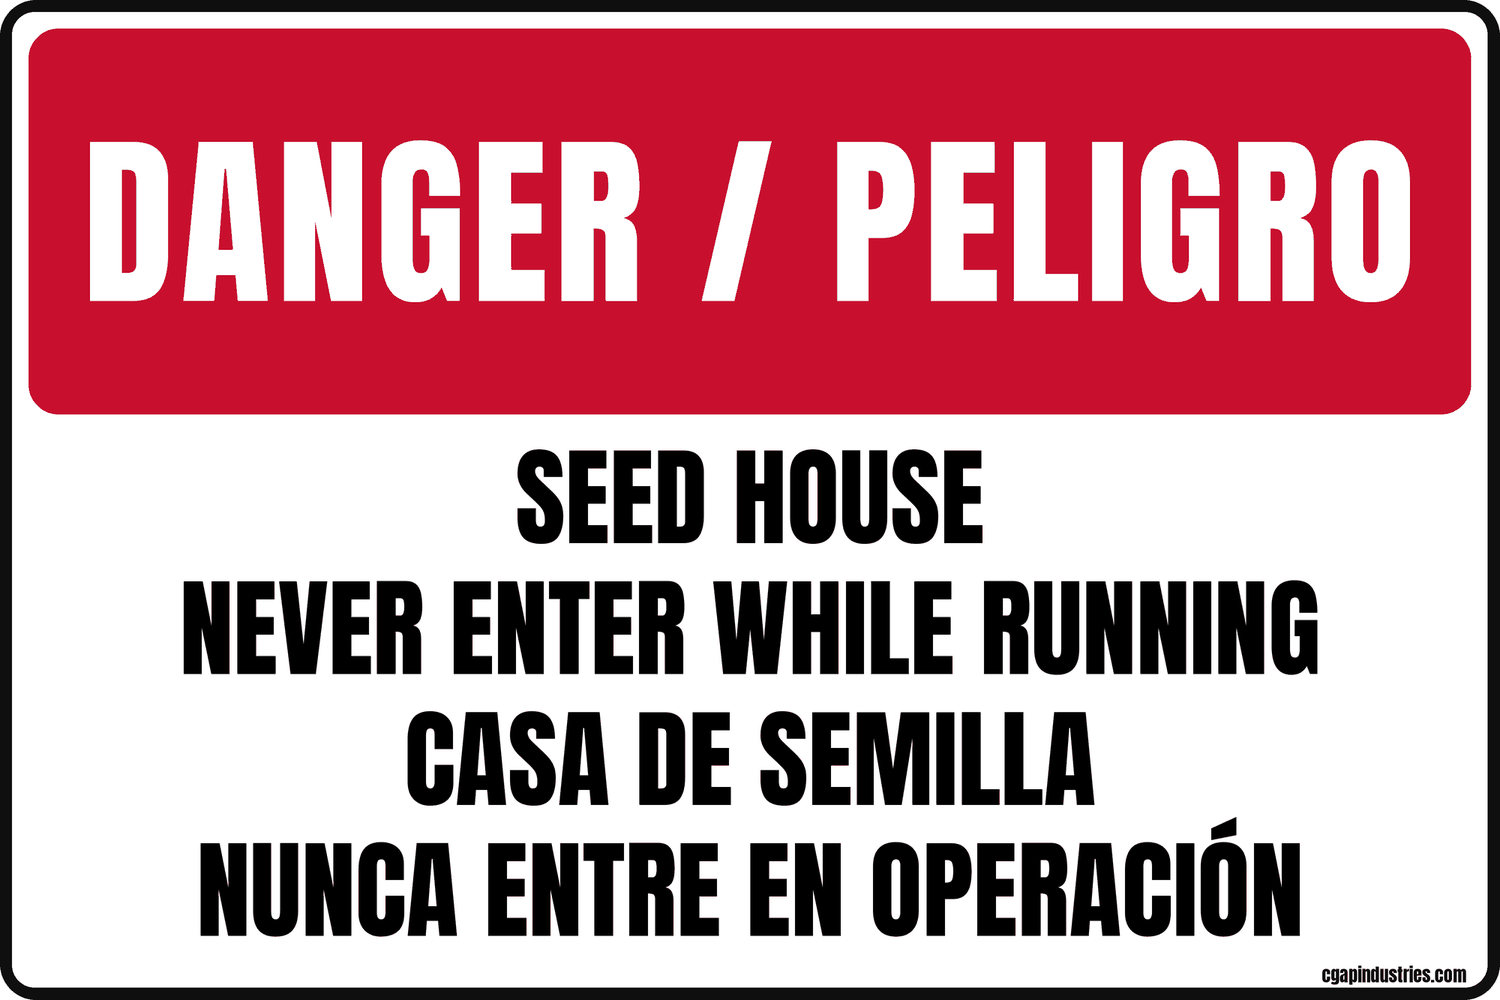 DANGER / PELIGRO
SEED HOUSE
NEVER ENTER WHILE RUNNING
CASA DE SEMILLA
NUNCA ENTRE EN OPERACIÓN
cgapindustries.com